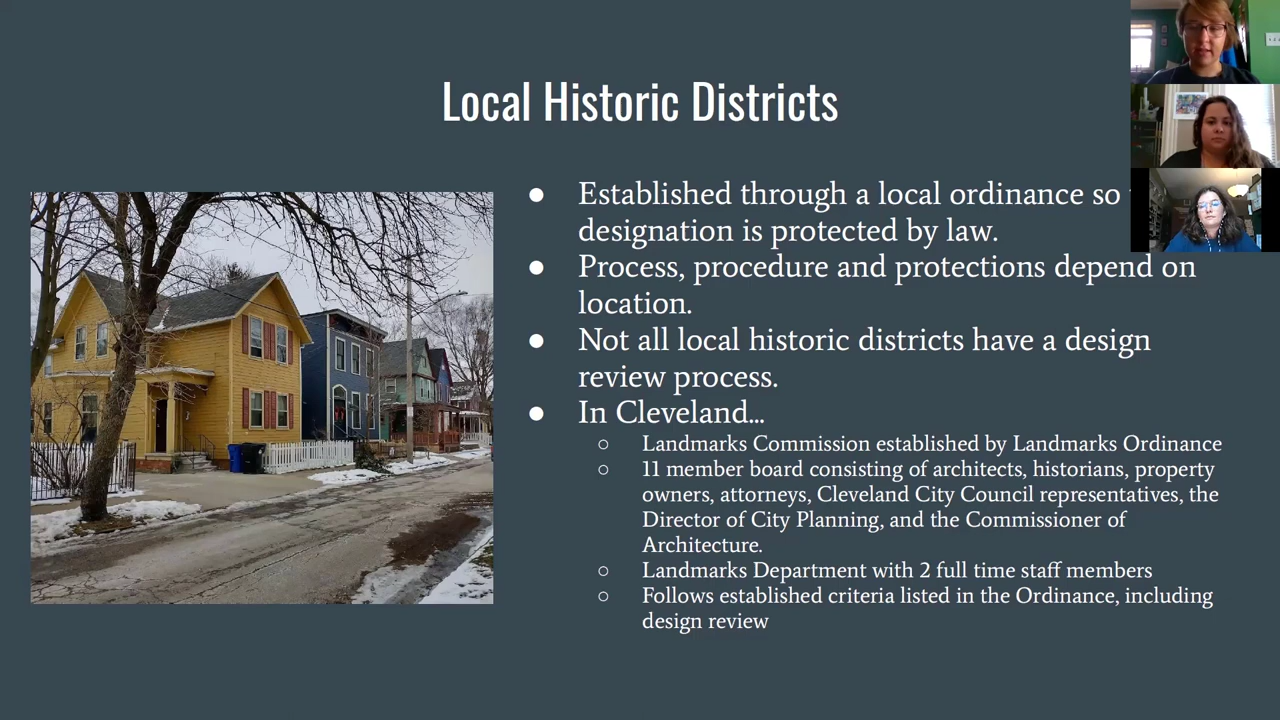 Local Historic Districts
● Established through a local ordinance so
designation is protected by law.
● Process, procedure and protections depend on
location.
● Not all local historic districts have a design
review process.
● In Cleveland...
○ Landmarks Commission established by Landmarks Ordinance
○ 11 member board consisting of architects, historians, property
owners, attorneys, Cleveland City Council representatives, the
Director of City Planning, and the Commissioner of
Architecture.
○ Landmarks Department with 2 full time staff members
○ Follows established criteria listed in the Ordinance, including
design review